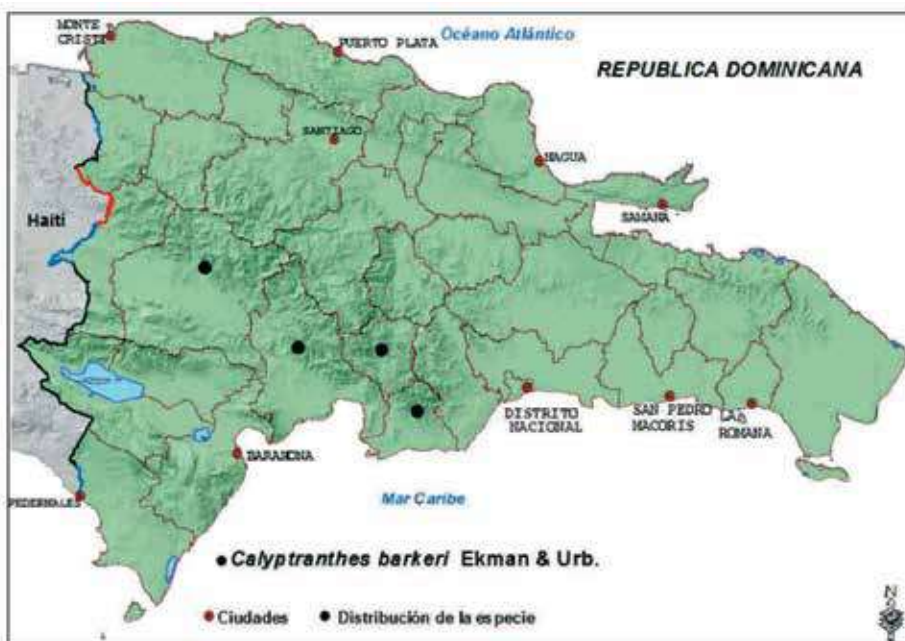 MONTE
CRISTI
PUERTO PLATA
Océano Atlántico
REPUBLICA DOMINICANA
SANTIAGO
NAGUA
SAMANA
Haití
DISTRITO
NACIONAL
SAN PEDRO
MACORIS
LA
ROMANA
BARAHONA
PEDERNALES
Mar Caribe
Calyptranthes barkeri Ekman & Urb.
Ciudades
Distribución de la especie
N